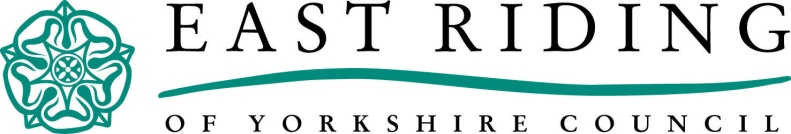 EAST RIDING
OF YORKSHIRE COUNCIL